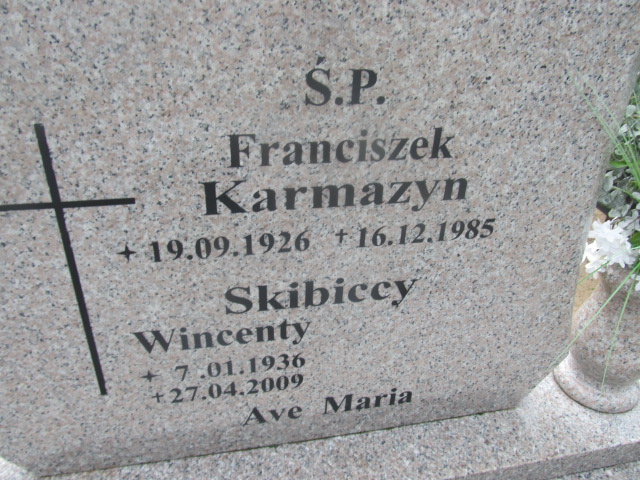 Ś.P.
Franciszek
Karmazyn
+ 19.09.1926 + 16.12.1985
Skibiccy
Wincenty
+ 7.01.1936
+ 27.04.2009
Ave Maria